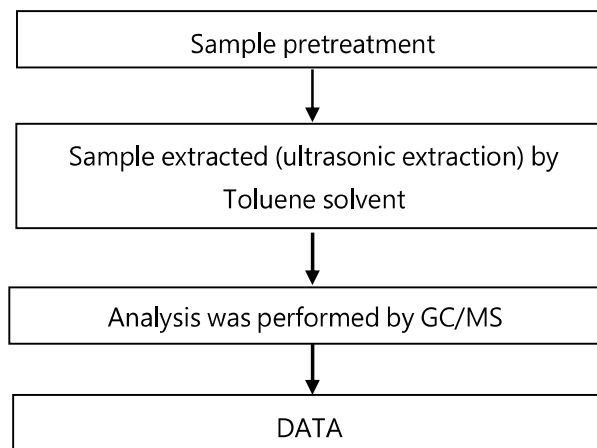 Sample pretreatment
Sample extracted (ultrasonic extraction) by
Toluene solvent
Analysis was performed by GC/MS
DATA